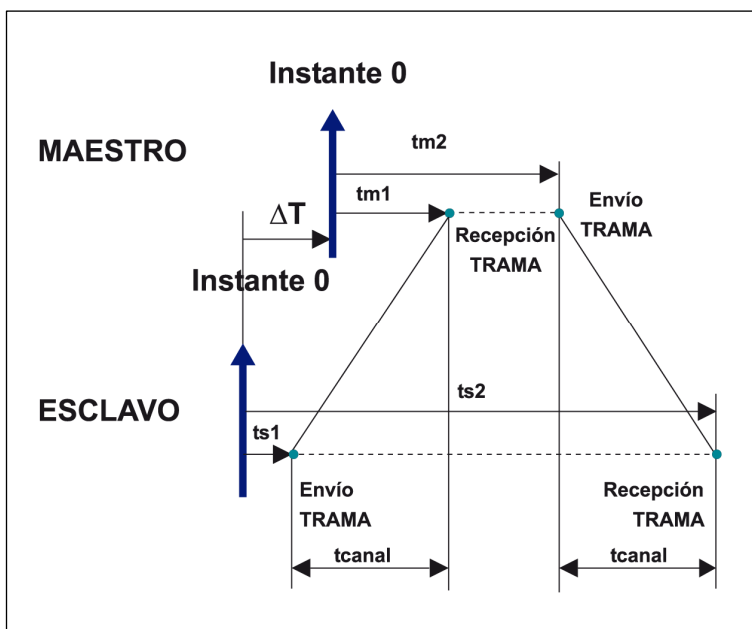 Instante 0
MAESTRO
tm2
tm1
Envío
TRAMA
Recepción
TRAMA
ΔT
Instante 0
ESCLAVO
ts2
ts1
Envío
TRAMA
Recepción
TRAMA
tcanal
tcanal